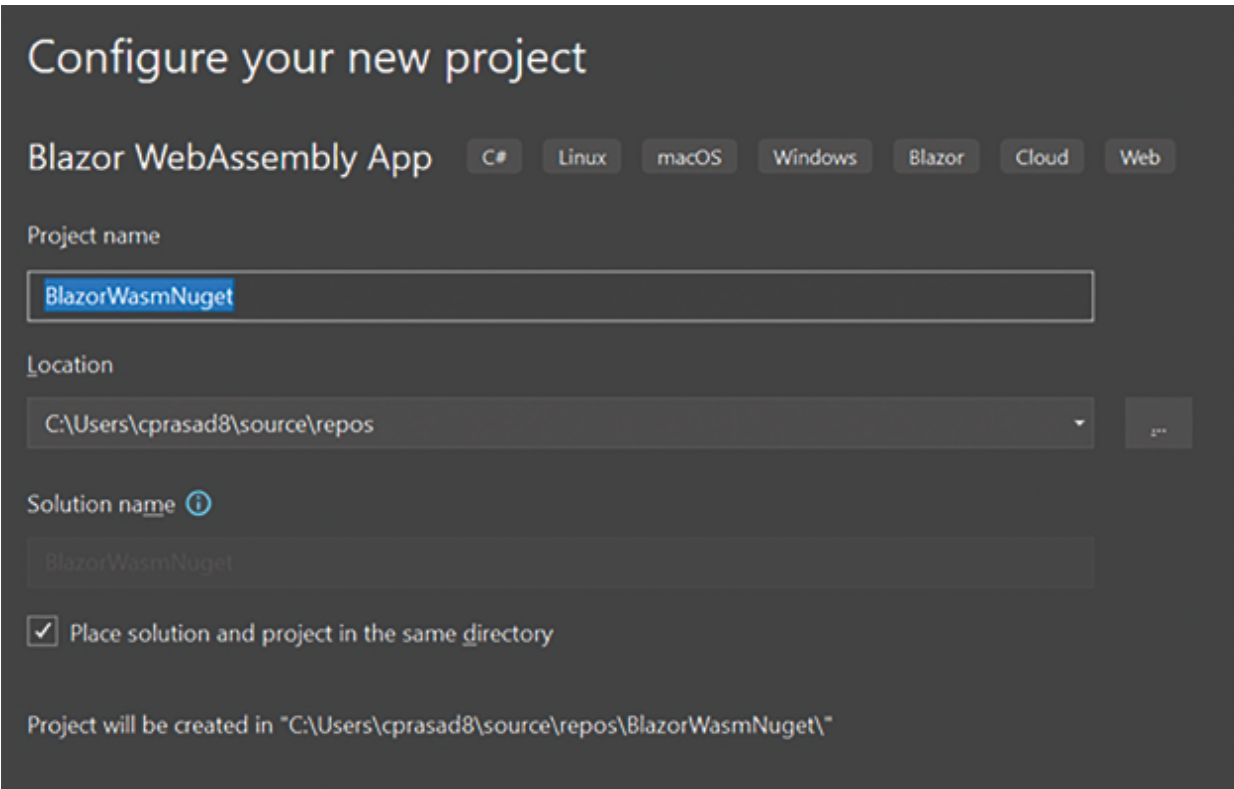 Configure your new project
Blazor WebAssembly App C# Linux macOS Windows Blazor Cloud Web
Project name
BlazorWasmNuget
Location
C:\Users\cprasad8\source\repos
...
Solution name
BlazorWasmNuget
Place solution and project in the same directory
Project will be created in "C:\Users\cprasad8\source\repos\BlazorWasmNuget\"